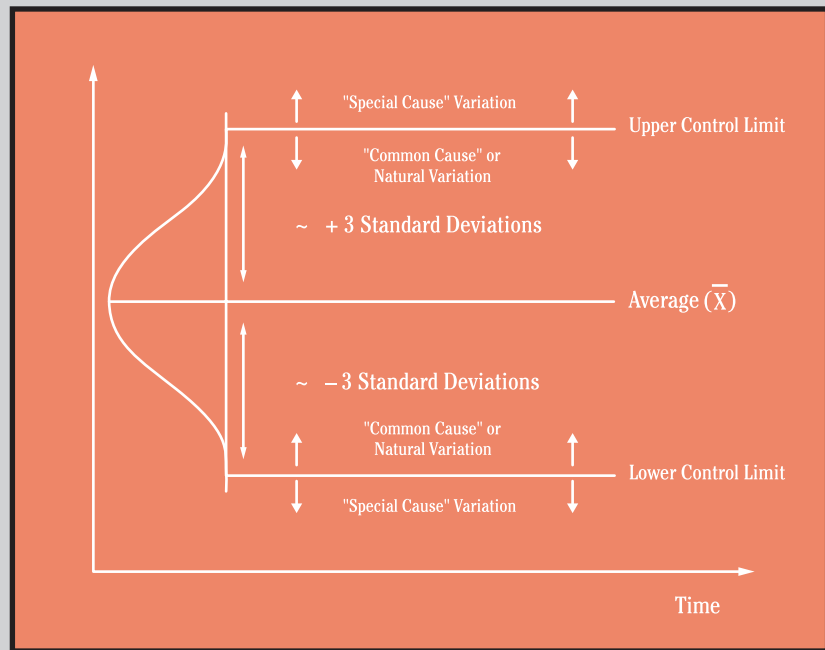 "Special Cause" Variation
Upper Control Limit
"Common Cause" or
Natural Variation
~ + 3 Standard Deviations
Average (X̅)
~ – 3 Standard Deviations
"Common Cause" or
Natural Variation
Lower Control Limit
"Special Cause" Variation
Time